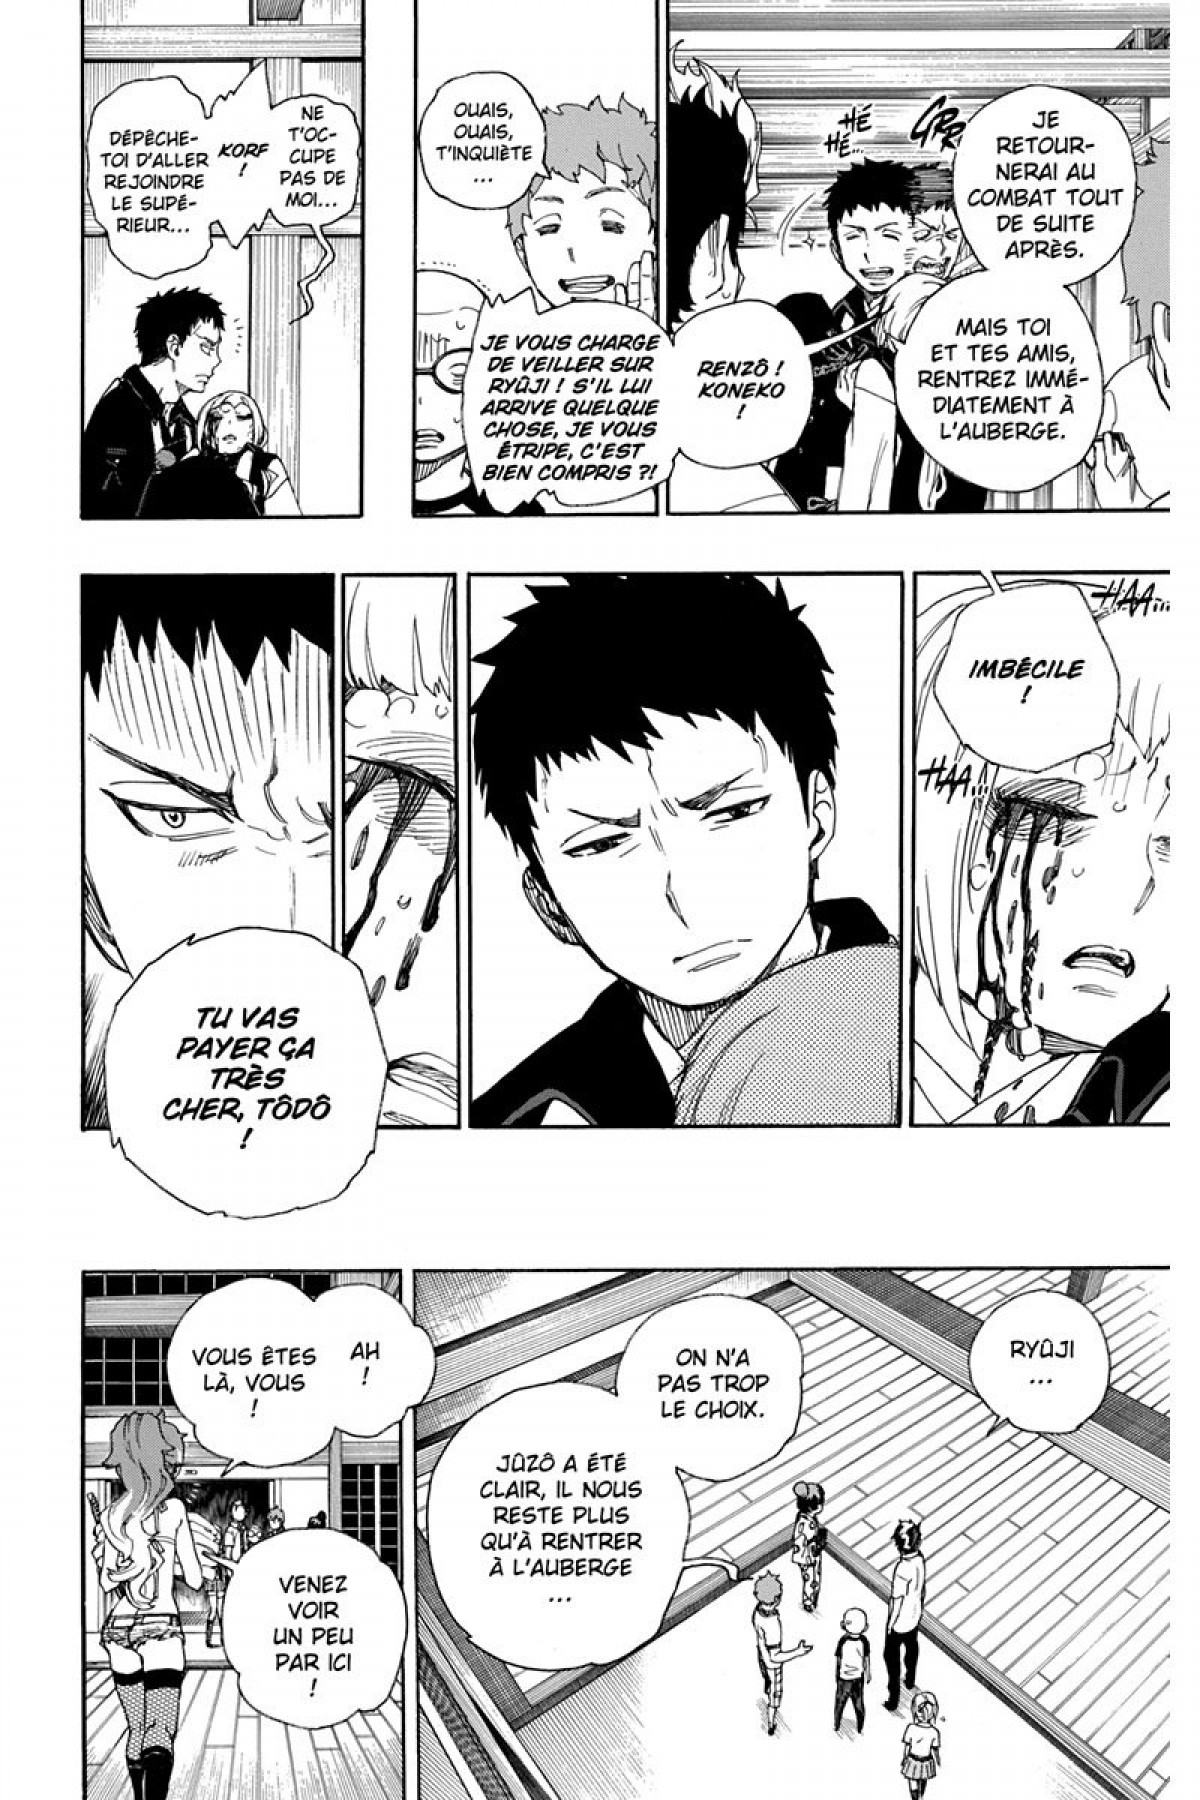 JE
RETOUR-
NERAI AU
COMBAT TOUT
DE SUITE
APRÈS.
MAIS TOI
ET TES AMIS,
RENTREZ IMMÉ-
DIATEMENT À
L'AUBERGE.
GRR
HÉ
HÉ...
RENZÔ !
KONEKO
!
JE VOUS CHARGE
DE VEILLER SUR
RYÛJI ! S'IL LUI
ARRIVE QUELQUE
CHOSE, JE VOUS
ÉTRIPE, C'EST
BIEN COMPRIS ?!
OUAIS,
OUAIS,
T'INQUIÈTE
...
NE
T'OC-
CUPE
PAS DE
MOI...
KORF
!
DÉPÊCHE-
TOI D'ALLER
REJOINDRE
LE SUPÉ-
RIEUR...
HAA...
IMBÉCILE
!
HAA...
TU VAS
PAYER ÇA
TRÈS
CHER, TÔDÔ
!
RYÛJI
...
ON N'A
PAS TROP
LE CHOIX.
JÛZÔ A ÉTÉ
CLAIR, IL NOUS
RESTE PLUS
QU'À RENTRER
À L'AUBERGE
...
AH
!
VOUS ÊTES
LÀ, VOUS
!
VENEZ
VOIR
UN PEU
PAR ICI
!